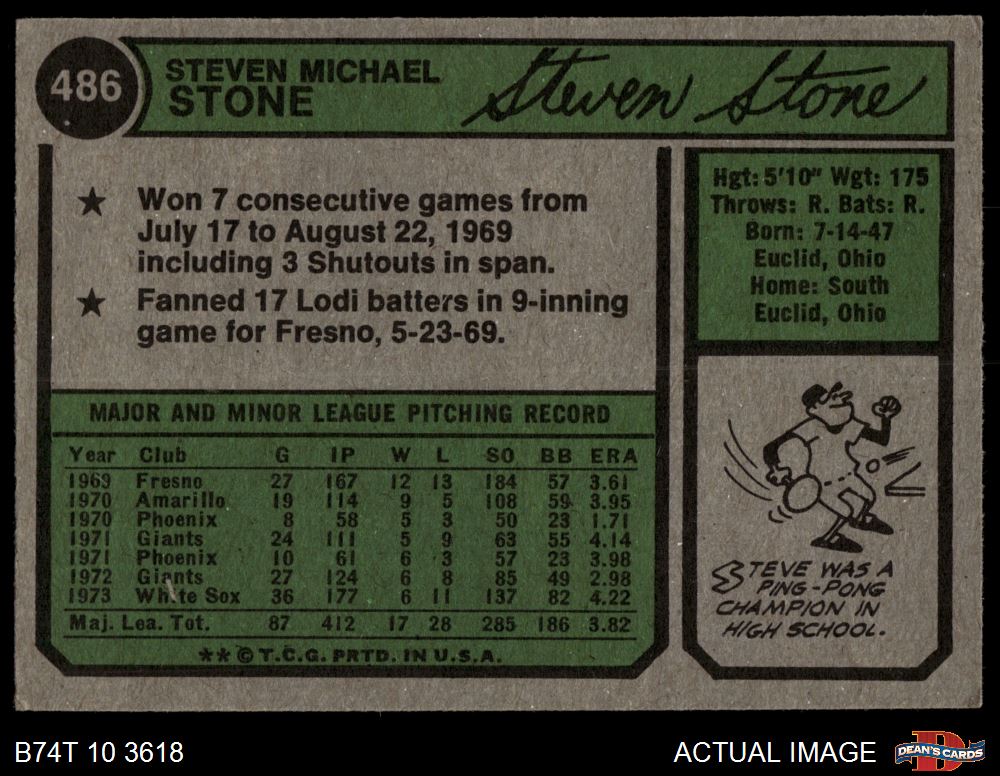 486
STEVEN MICHAEL
STONE
Steven Stone
★ Won 7 consecutive games from
July 17 to August 22, 1969
including 3 Shutouts in span.
★ Fanned 17 Lodi batters in 9-inning
game for Fresno, 5-23-69.
Hgt: 5'10" Wgt: 175
Throws: R. Bats: R.
Born: 7-14-47
Euclid, Ohio
Home: South
Euclid, Ohio
MAJOR AND MINOR LEAGUE PITCHING RECORD
Year Club G IP W L SO BB ERA
1969 Fresno 27 167 12 13 184 57 3.61
1970 Amarillo 19 114 9 5 108 59 3.95
1970 Phoenix 8 58 5 3 50 23 1.71
1971 Giants 24 111 5 9 63 55 4.14
1971 Phoenix 10 61 6 3 57 23 3.98
1972 Giants 27 124 6 8 85 49 2.98
1973 White Sox 36 177 6 11 137 82 4.22
Maj. Lea. Tot. 87 412 17 28 285 186 3.82
** © T.C.G. PRTD. IN U.S.A.
STEVE WAS A
PING-PONG
CHAMPION IN
HIGH SCHOOL.
B74T 10 3618
ACTUAL IMAGE
DEAN'S CARDS